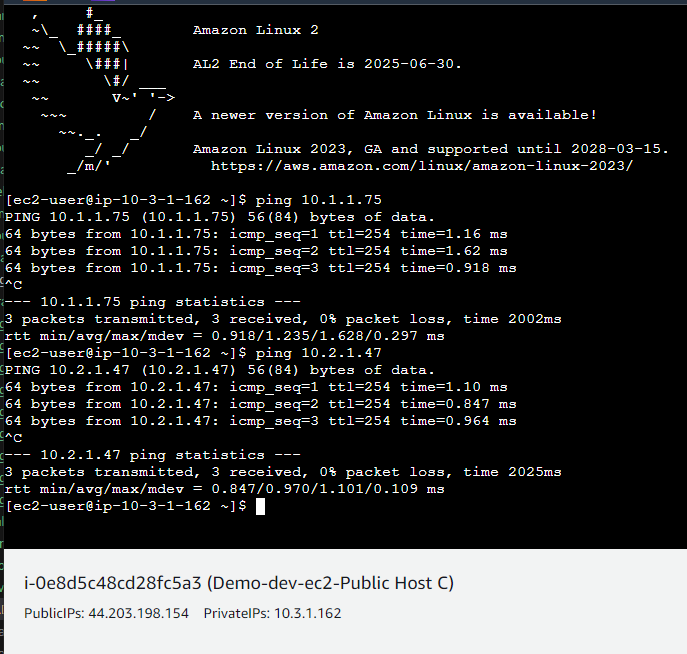 ,     #_
~\_  ####_        Amazon Linux 2
~~  \_#####\
~~     \###|       AL2 End of Life is 2025-06-30.
~~       \#/ ___
~~       V~' '->
~~~         /    A newer version of Amazon Linux is available!
~~._.   _/
_/ _/       Amazon Linux 2023, GA and supported until 2028-03-15.
_/m/'           https://aws.amazon.com/linux/amazon-linux-2023/
[ec2-user@ip-10-3-1-162 ~]$ ping 10.1.1.75
PING 10.1.1.75 (10.1.1.75) 56(84) bytes of data.
64 bytes from 10.1.1.75: icmp_seq=1 ttl=254 time=1.16 ms
64 bytes from 10.1.1.75: icmp_seq=2 ttl=254 time=1.62 ms
64 bytes from 10.1.1.75: icmp_seq=3 ttl=254 time=0.918 ms
^C
--- 10.1.1.75 ping statistics ---
3 packets transmitted, 3 received, 0% packet loss, time 2002ms
rtt min/avg/max/mdev = 0.918/1.235/1.628/0.297 ms
[ec2-user@ip-10-3-1-162 ~]$ ping 10.2.1.47
PING 10.2.1.47 (10.2.1.47) 56(84) bytes of data.
64 bytes from 10.2.1.47: icmp_seq=1 ttl=254 time=1.10 ms
64 bytes from 10.2.1.47: icmp_seq=2 ttl=254 time=0.847 ms
64 bytes from 10.2.1.47: icmp_seq=3 ttl=254 time=0.964 ms
^C
--- 10.2.1.47 ping statistics ---
3 packets transmitted, 3 received, 0% packet loss, time 2025ms
rtt min/avg/max/mdev = 0.847/0.970/1.101/0.109 ms
[ec2-user@ip-10-3-1-162 ~]$
i-0e8d5c48cd28fc5a3 (Demo-dev-ec2-Public Host C)
PublicIPs: 44.203.198.154 PrivateIPs: 10.3.1.162